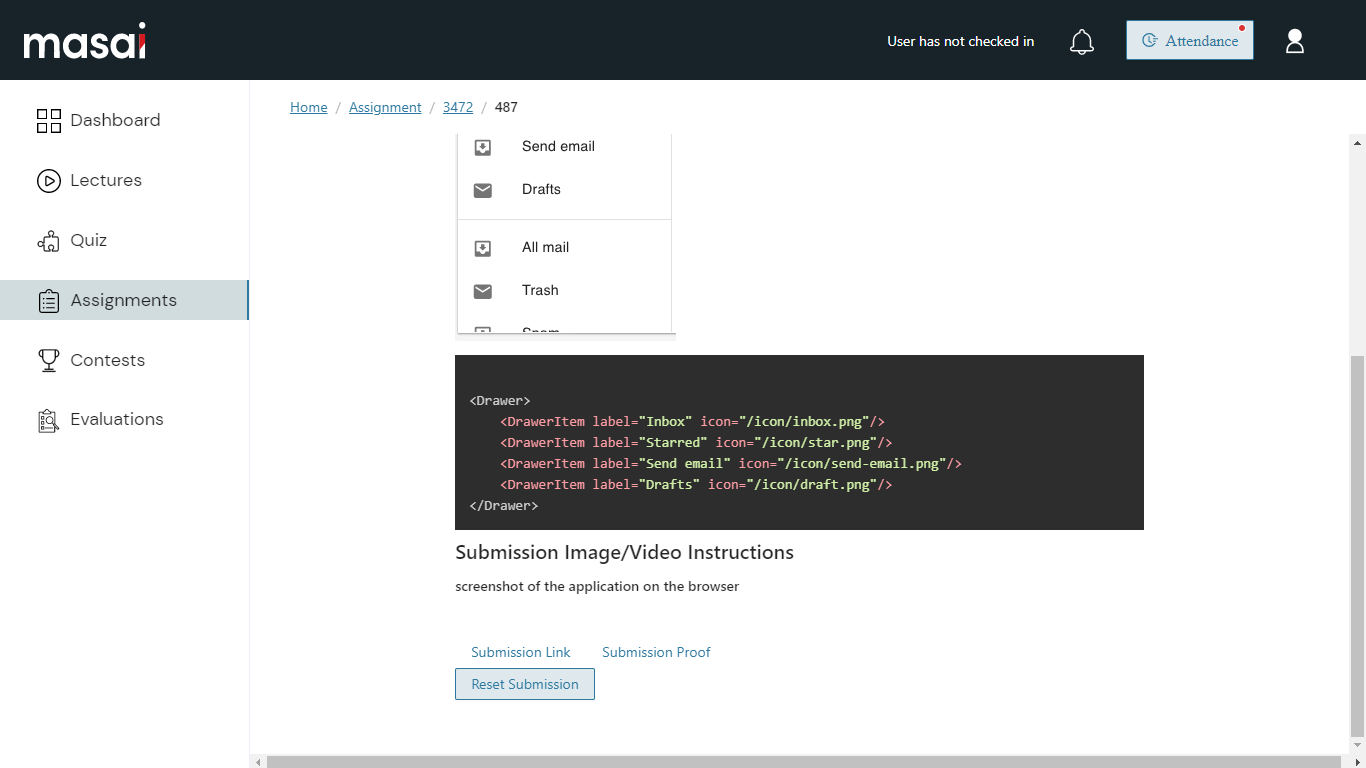 masai
User has not checked in
Attendance
Dashboard
Lectures
Quiz
Assignments
Contests
Evaluations
Home / Assignment / 3472 / 487
Send email
Drafts
All mail
Trash
Spam
<Drawer>
    <DrawerItem label="Inbox" icon="/icon/inbox.png"/>
    <DrawerItem label="Starred" icon="/icon/star.png"/>
    <DrawerItem label="Send email" icon="/icon/send-email.png"/>
    <DrawerItem label="Drafts" icon="/icon/draft.png"/>
</Drawer>
Submission Image/Video Instructions
screenshot of the application on the browser
Submission Link Submission Proof
Reset Submission